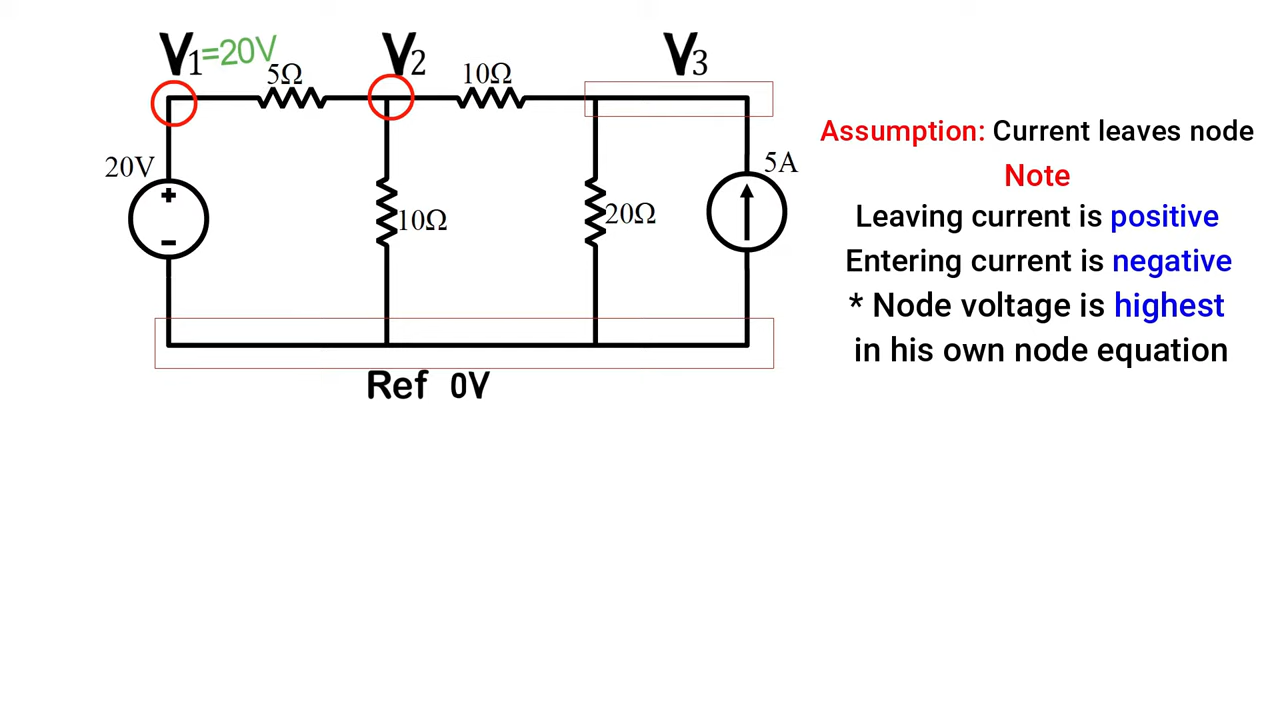 V1=20V
V2
V3
5Ω
10Ω
20V
10Ω
20Ω
5A
Ref 0V
Assumption: Current leaves node
Note
Leaving current is positive
Entering current is negative
* Node voltage is highest
in his own node equation